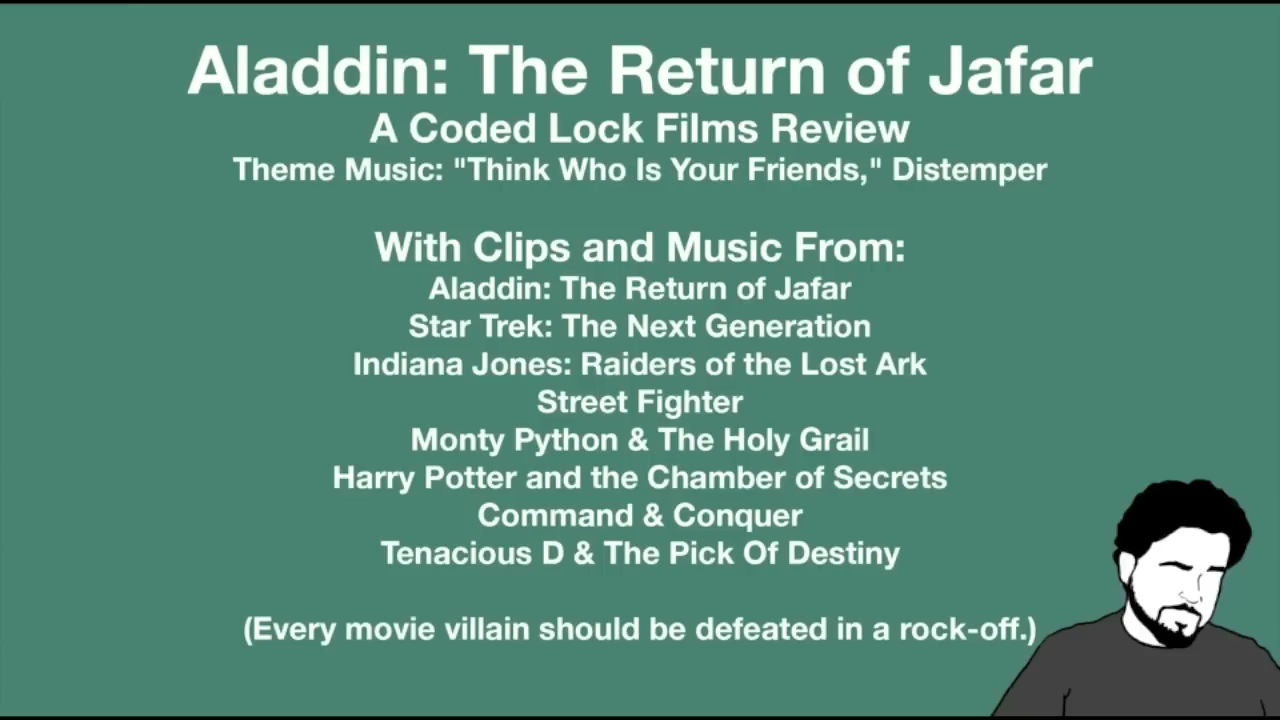 Aladdin: The Return of Jafar
A Coded Lock Films Review
Theme Music: "Think Who Is Your Friends," Distemper
With Clips and Music From:
Aladdin: The Return of Jafar
Star Trek: The Next Generation
Indiana Jones: Raiders of the Lost Ark
Street Fighter
Monty Python & The Holy Grail
Harry Potter and the Chamber of Secrets
Command & Conquer
Tenacious D & The Pick Of Destiny
(Every movie villain should be defeated in a rock-off.)